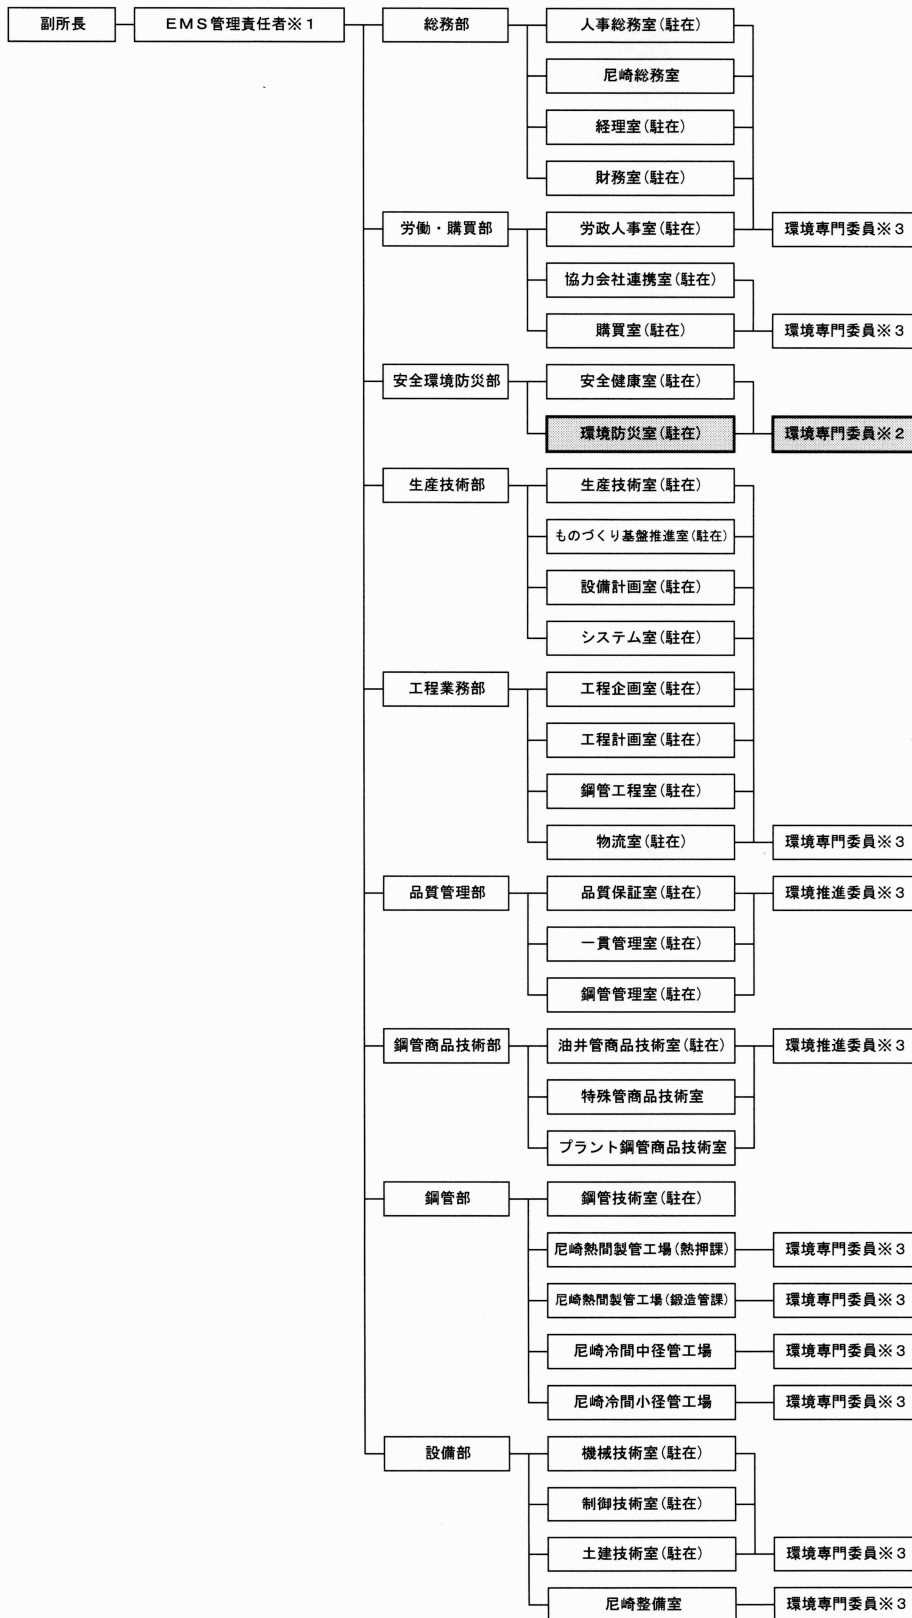 副所長 EMS管理責任者※1 総務部 人事総務室(駐在)
尼崎総務室
経理室(駐在)
財務室(駐在)
労働・購買部 労政人事室(駐在) 環境専門委員※3
協力会社連携室(駐在)
購買室(駐在) 環境専門委員※3
安全環境防災部 安全健康室(駐在)
環境防災室(駐在) 環境専門委員※2
生産技術部 生産技術室(駐在)
ものづくり基盤推進室(駐在)
設備計画室(駐在)
システム室(駐在)
工程業務部 工程企画室(駐在)
工程計画室(駐在)
鋼管工程室(駐在)
物流室(駐在) 環境専門委員※3
品質管理部 品質保証室(駐在) 環境推進委員※3
一貫管理室(駐在)
鋼管管理室(駐在)
鋼管商品技術部 油井管商品技術室(駐在) 環境推進委員※3
特殊管商品技術室
プラント鋼管商品技術室
鋼管部 鋼管技術室(駐在)
尼崎熱間製管工場(熱押課) 環境専門委員※3
尼崎熱間製管工場(鍛造管課) 環境専門委員※3
尼崎冷間中径管工場 環境専門委員※3
尼崎冷間小径管工場 環境専門委員※3
設備部 機械技術室(駐在)
制御技術室(駐在)
土建技術室(駐在) 環境専門委員※3
尼崎整備室 環境専門委員※3